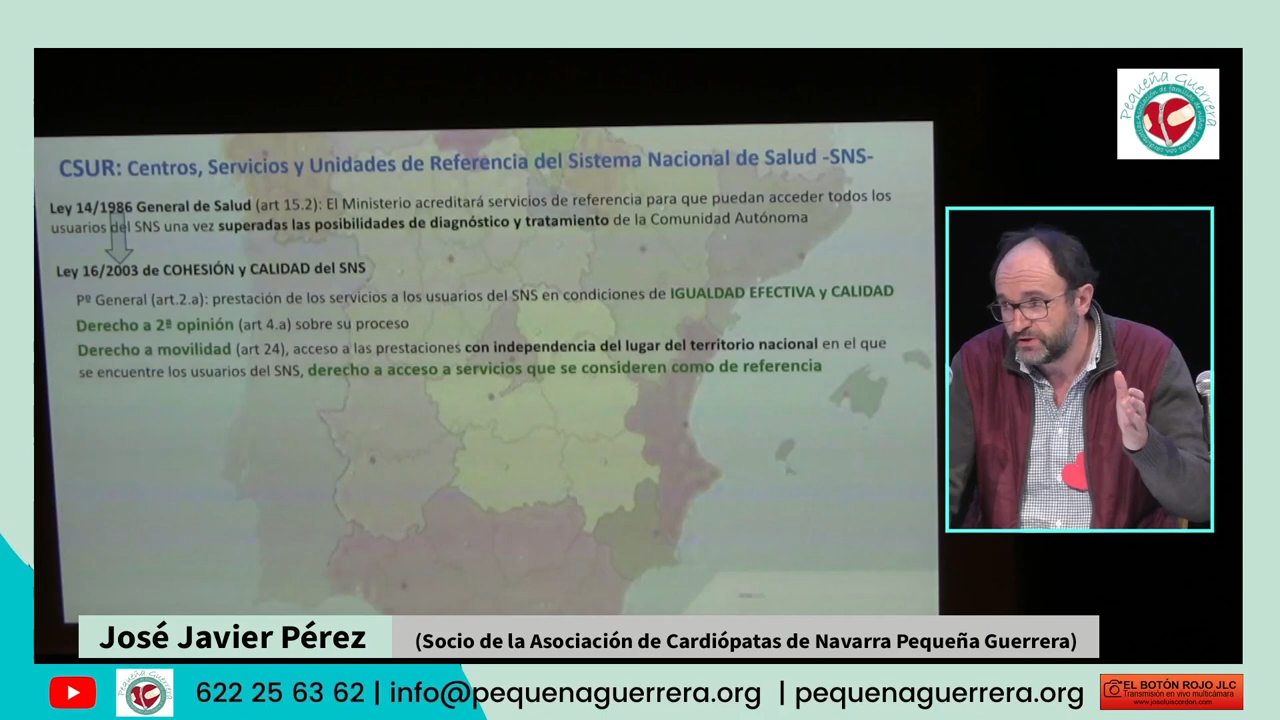 Pequeña Guerrera
CSUR: Centros, Servicios y Unidades de Referencia del Sistema Nacional de Salud -SNS-
Ley 14/1986 General de Salud (art 15.2): El Ministerio acreditará servicios de referencia para que puedan acceder todos los
usuarios del SNS una vez superadas las posibilidades de diagnóstico y tratamiento de la Comunidad Autónoma
Ley 16/2003 de COHESIÓN y CALIDAD del SNS
Pº General (art.2.a): prestación de los servicios a los usuarios del SNS en condiciones de IGUALDAD EFECTIVA y CALIDAD
Derecho a 2ª opinión (art 4.a) sobre su proceso
Derecho a movilidad (art 24), acceso a las prestaciones con independencia del lugar del territorio nacional en el que
se encuentre los usuarios del SNS, derecho a acceso a servicios que se consideren como de referencia
José Javier Pérez
(Socio de la Asociación de Cardiópatas de Navarra Pequeña Guerrera)
Pequeña Guerrera
622 25 63 62 | info@pequenaguerrera.org | pequenaguerrera.org
EL BOTÓN ROJO JLC
Transmisión en vivo multicámara
www.joseluiscordon.com